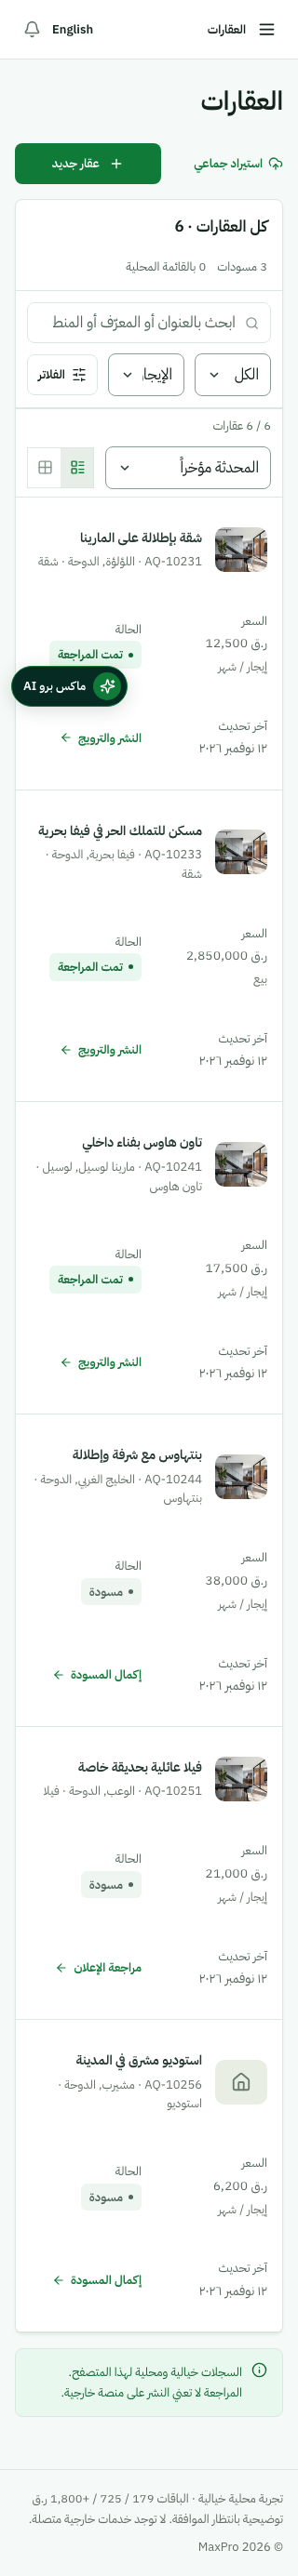 العقارات
English
العقارات
استيراد جماعي
عقار جديد
كل العقارات · 6
3 مسودات
0 بالقائمة المحلية
ابحث بالعنوان أو المعرّف أو المنط
الكل
الإيجار
الفلاتر
6 / 6 عقارات
المحدثة مؤخراً
شقة بإطلالة على المارينا
AQ-10231 · اللؤلؤة, الدوحة · شقة
السعر
ر.ق 12,500
إيجار / شهر
الحالة
تمت المراجعة
آخر تحديث
١٢ نوفمبر ٢٠٢٦
النشر والترويج
ماكس برو AI
مسكن للتملك الحر في فيفا بحرية
AQ-10233 · فيفا بحرية, الدوحة ·
شقة
السعر
ر.ق 2,850,000
بيع
الحالة
تمت المراجعة
آخر تحديث
١٢ نوفمبر ٢٠٢٦
النشر والترويج
تاون هاوس بفناء داخلي
AQ-10241 · مارينا لوسيل, لوسيل ·
تاون هاوس
السعر
ر.ق 17,500
إيجار / شهر
الحالة
تمت المراجعة
آخر تحديث
١٢ نوفمبر ٢٠٢٦
النشر والترويج
بنتهاوس مع شرفة وإطلالة
AQ-10244 · الخليج الغربي, الدوحة ·
بنتهاوس
السعر
ر.ق 38,000
إيجار / شهر
الحالة
مسودة
آخر تحديث
١٢ نوفمبر ٢٠٢٦
إكمال المسودة
فيلا عائلية بحديقة خاصة
AQ-10251 · الوعب, الدوحة · فيلا
السعر
ر.ق 21,000
إيجار / شهر
الحالة
مسودة
آخر تحديث
١٢ نوفمبر ٢٠٢٦
مراجعة الإعلان
استوديو مشرق في المدينة
AQ-10256 · مشيرب, الدوحة ·
استوديو
السعر
ر.ق 6,200
إيجار / شهر
الحالة
مسودة
آخر تحديث
١٢ نوفمبر ٢٠٢٦
إكمال المسودة
السجلات خيالية ومحلية لهذا المتصفح.
المراجعة لا تعني النشر على منصة خارجية.
تجربة محلية خيالية · الباقات 179 / 725 / +1,800 ر.ق
توضيحية بانتظار الموافقة. لا توجد خدمات خارجية متصلة.
© 2026 MaxPro